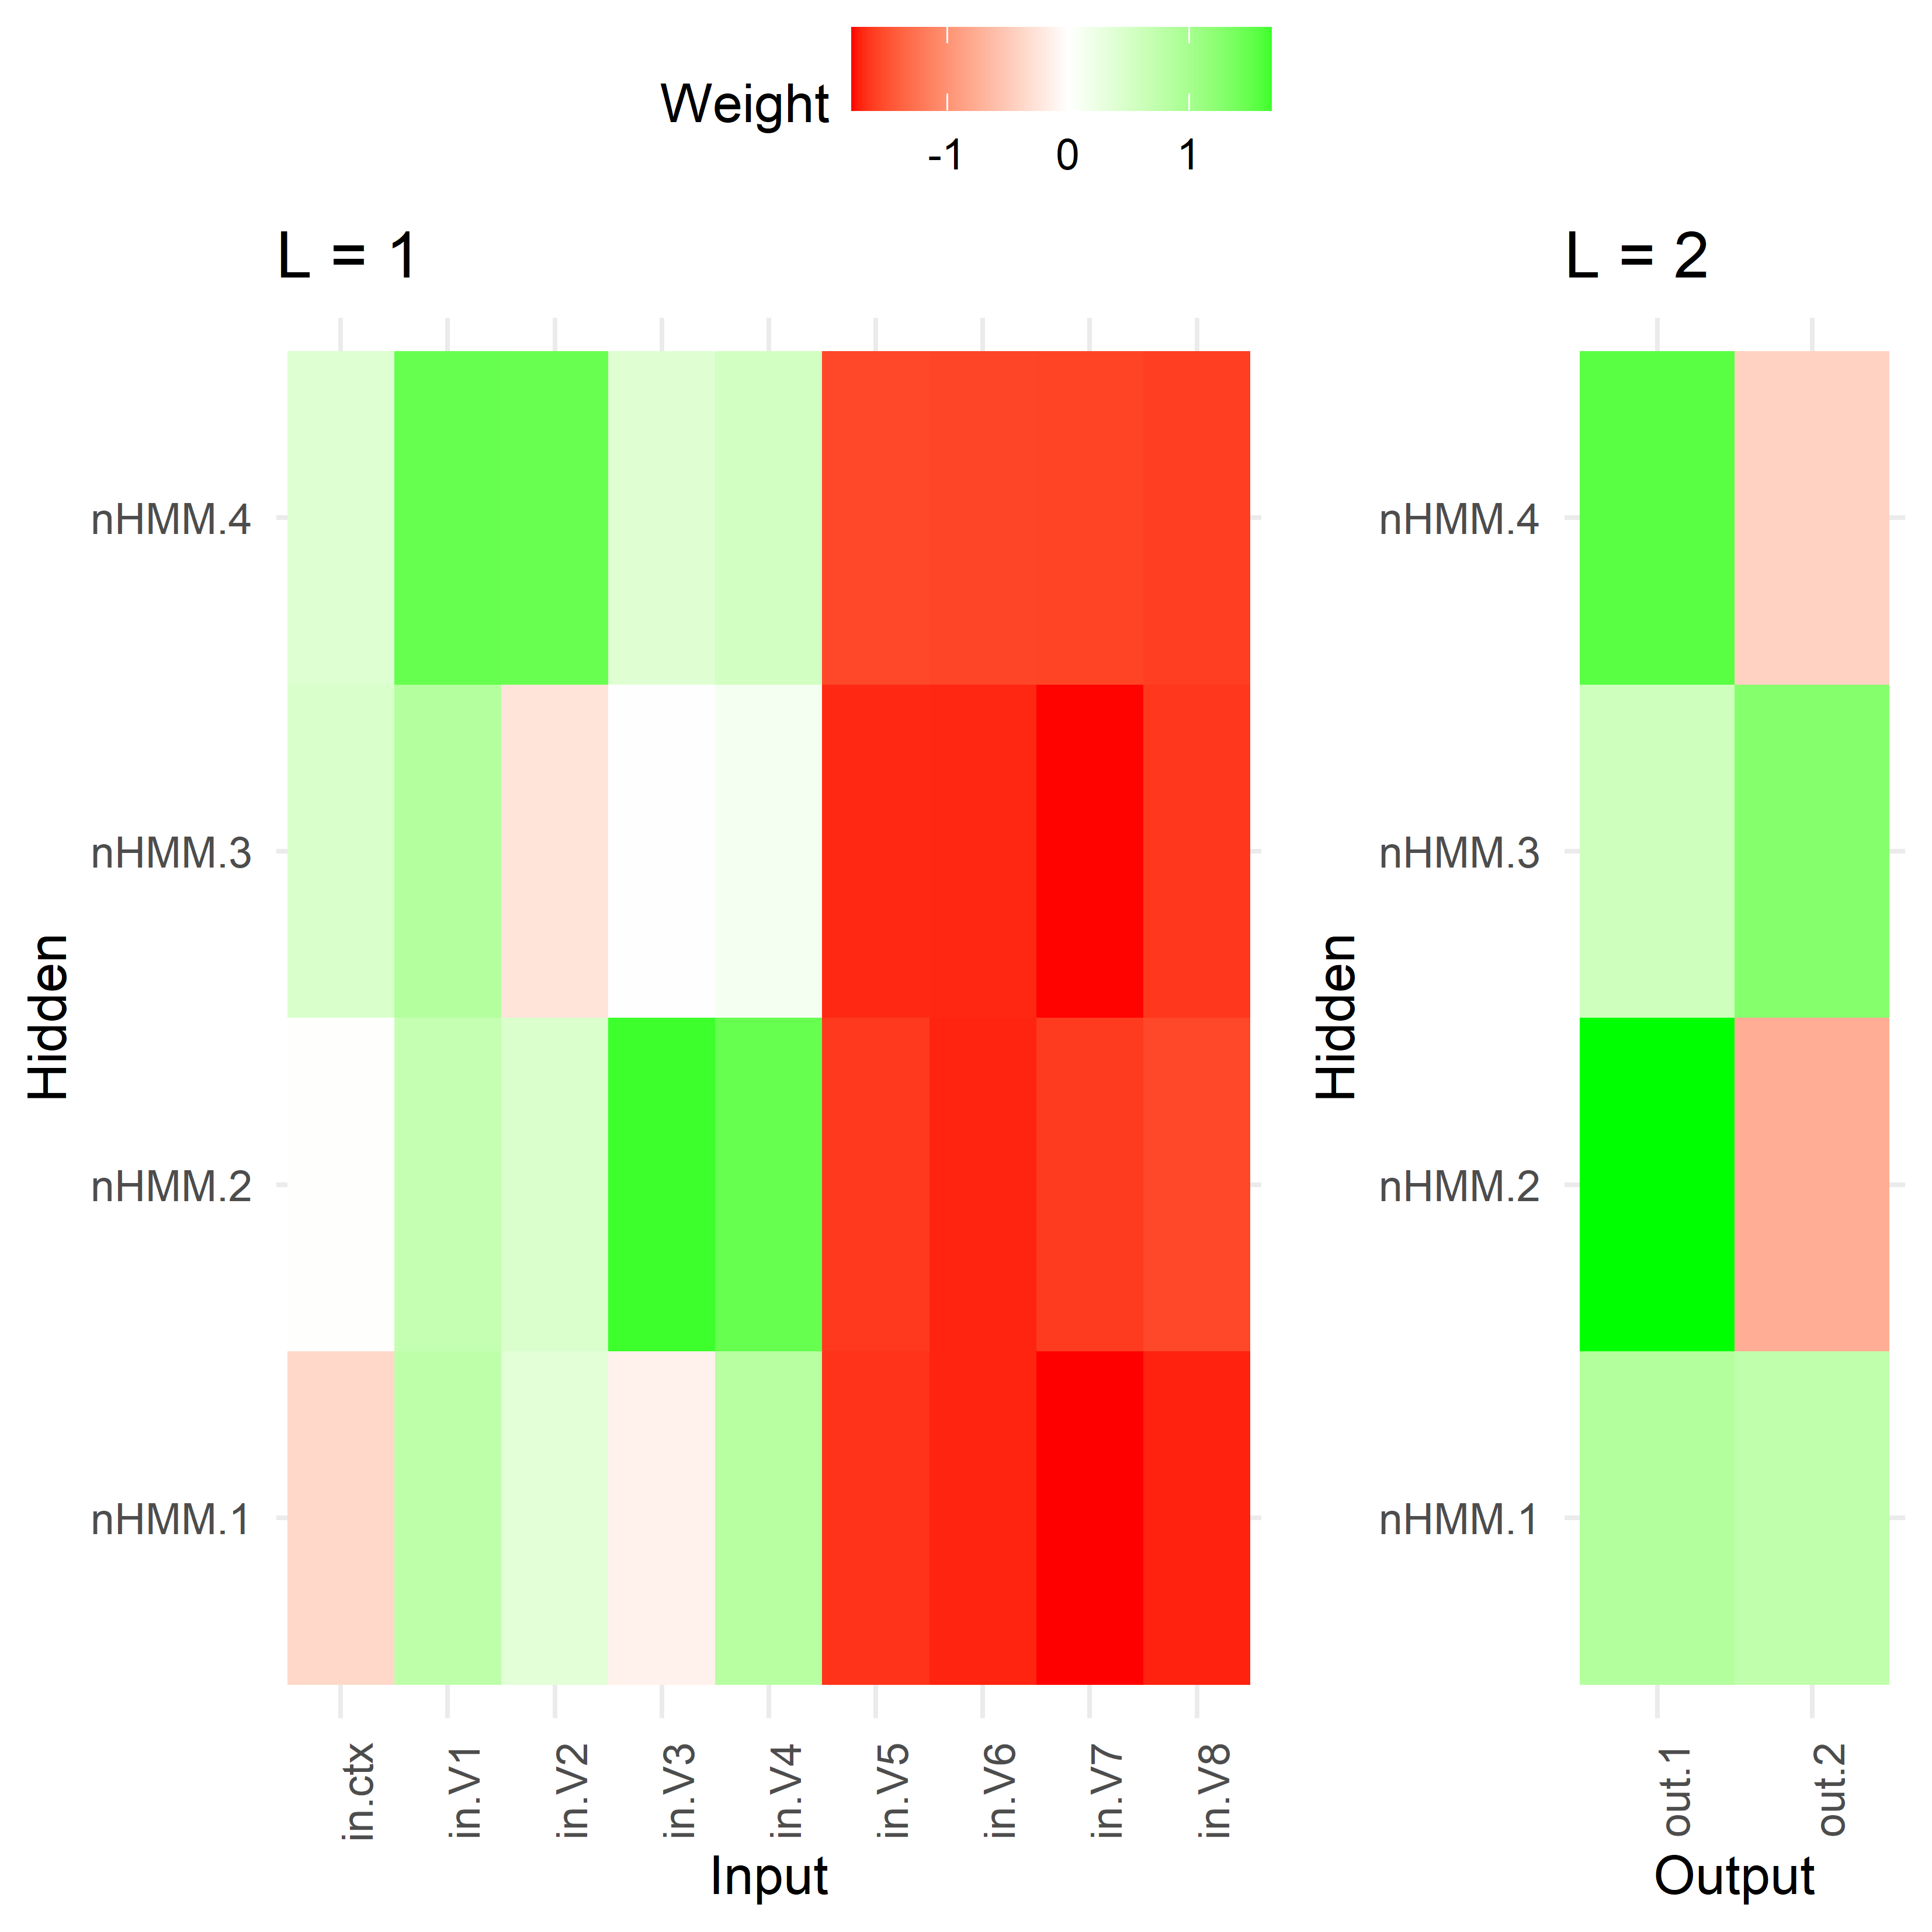 Weight
-1 0 1
L = 1
L = 2
nHMM.4
nHMM.3
nHMM.2
nHMM.1
Hidden
in.ctx in.V1 in.V2 in.V3 in.V4 in.V5 in.V6 in.V7 in.V8
Input
nHMM.4
nHMM.3
nHMM.2
nHMM.1
Hidden
out.1 out.2
Output